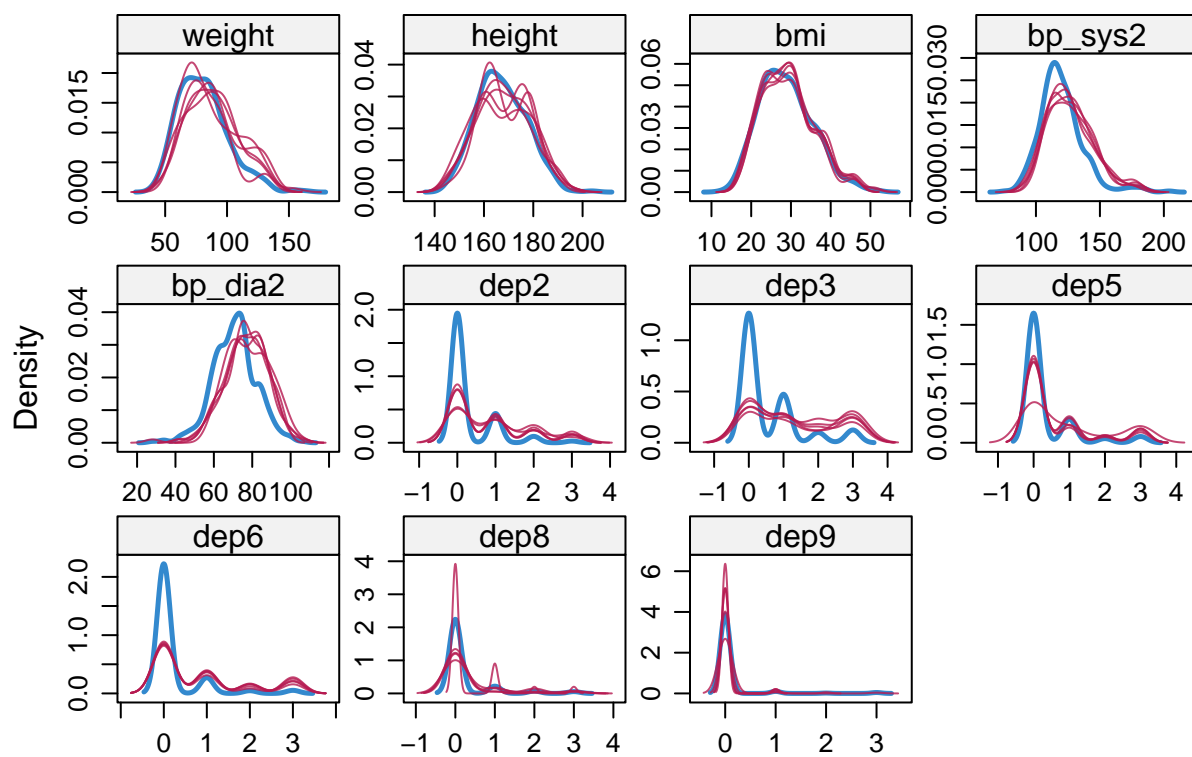 Density
weight
0.000 0.015
50 100 150
height
0.00 0.02 0.04
140 160 180 200
bmi
0.00 0.03 0.06
10 20 30 40 50
bp_sys2
0.000 0.015 0.030
100 150 200
bp_dia2
0.00 0.02 0.04
20 40 60 80 100
dep2
0.0 1.0 2.0
−1 0 1 2 3 4
dep3
0.0 0.5 1.0
−1 0 1 2 3 4
dep5
0.0 0.5 1.0 1.5
−1 0 1 2 3 4
dep6
0.0 1.0 2.0
0 1 2 3
dep8
0 1 2 3 4
−1 0 1 2 3 4
dep9
0 2 4 6
0 1 2 3